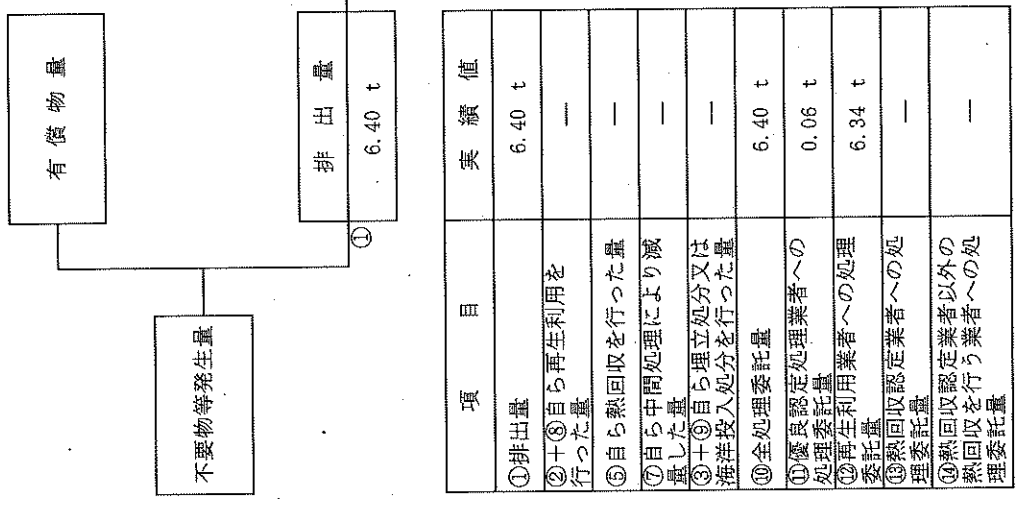 有償物量
不要物等発生量
排出量
6.40 t
①
項目 実績値
①排出量 6.40 t
②+⑧自ら再生利用を
行った量 —
⑤自ら熱回収を行った量 —
⑦自ら中間処理により減
量した量 —
③+⑨自ら埋立処分又は
海洋投入処分を行った量 —
⑩全処理委託量 6.40 t
⑪優良認定処理業者への
処理委託量 0.06 t
⑫再生利用業者への処理
委託量 6.34 t
⑬熱回収認定業者への処
理委託量 —
⑭熱回収認定業者以外の
熱回収を行う業者への処
理委託量 —